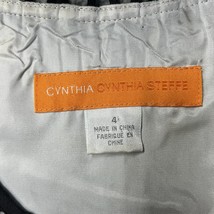 CYNTHIA CYNTHIA STEFFE
4
MADE IN CHINA
FABRIQUE EN
CHINE